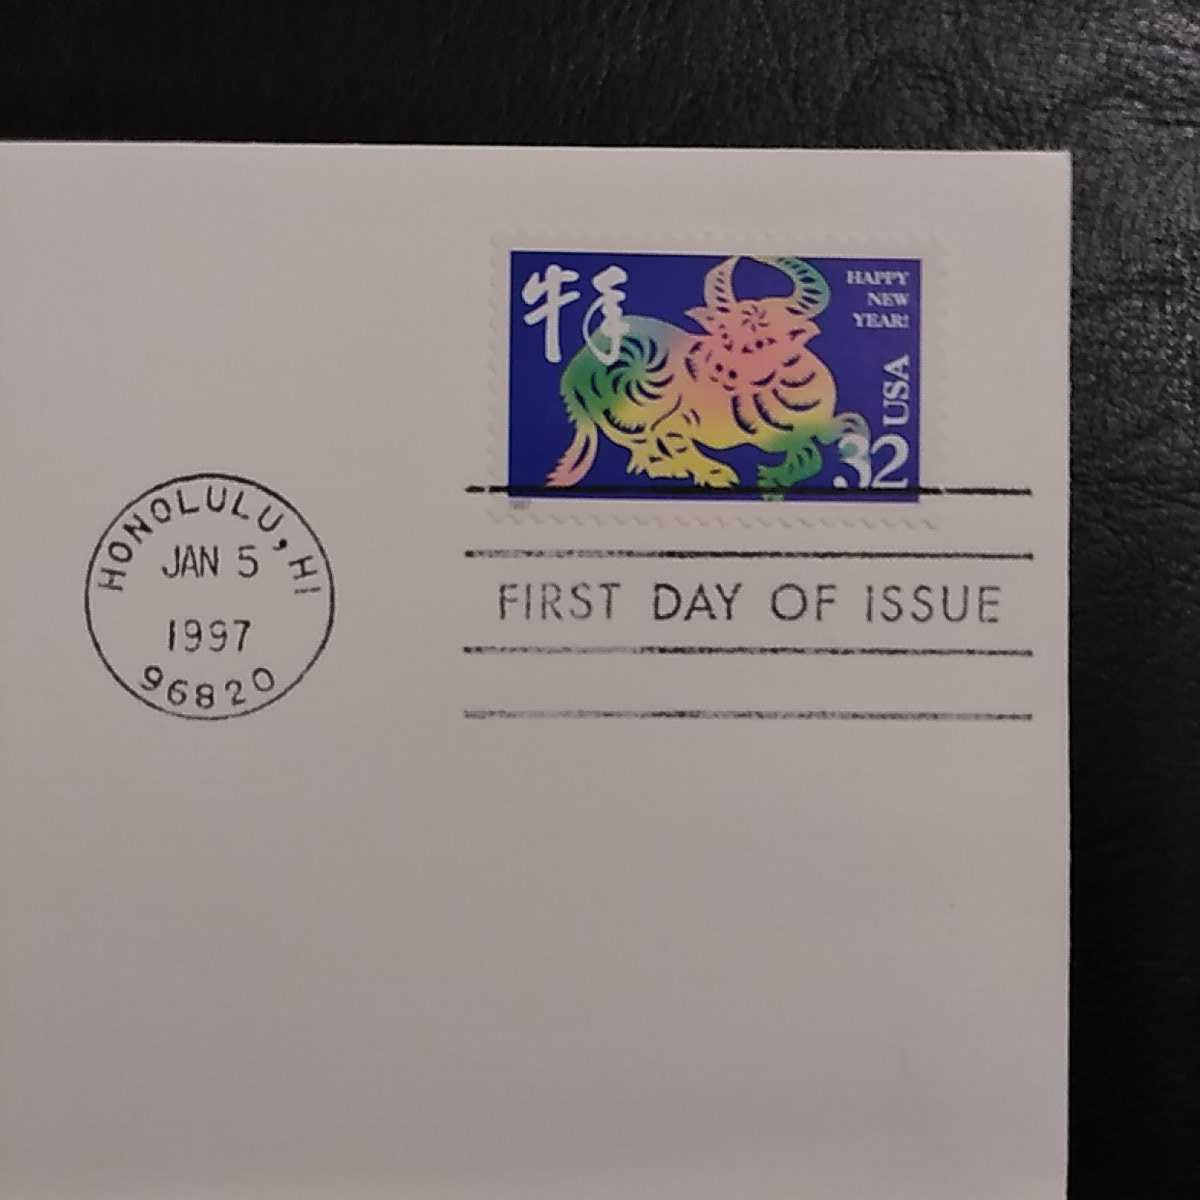 牛年
HAPPY
NEW
YEAR!
USA
32
HONOLULU, HI
JAN 5
1997
96820
FIRST DAY OF ISSUE